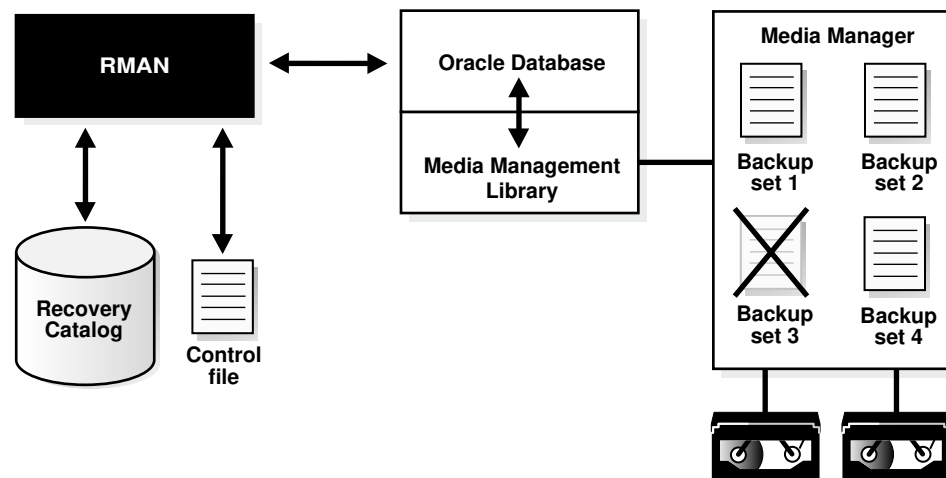 RMAN
Oracle Database
Media Management
Library
Recovery
Catalog
Control
file
Media Manager
Backup
set 1
Backup
set 2
Backup
set 3
Backup
set 4